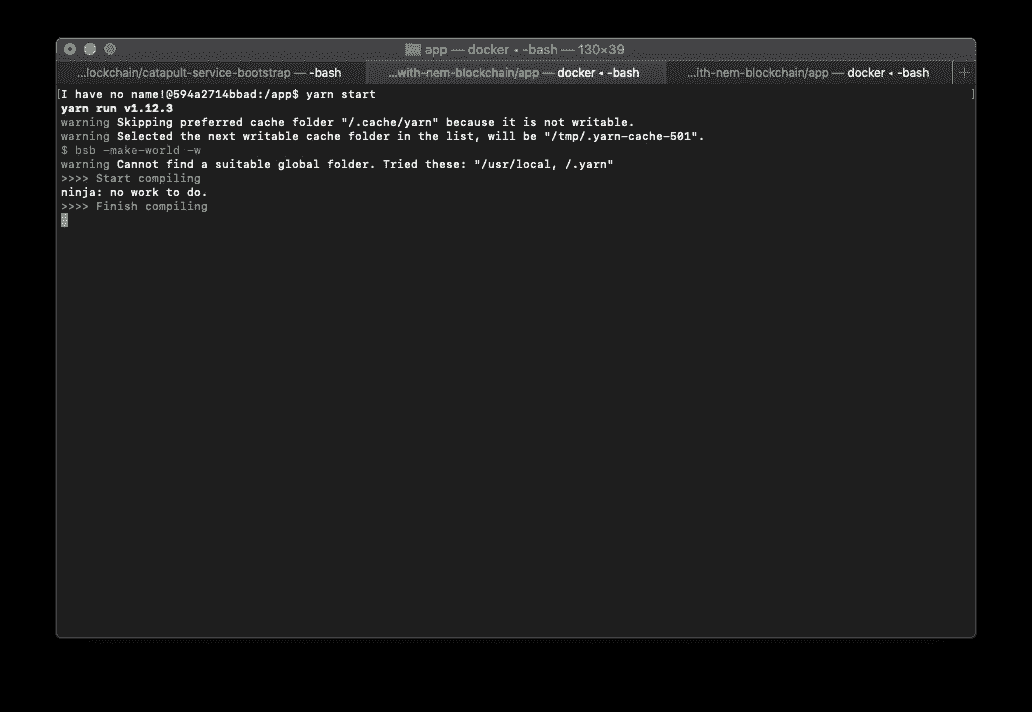 app — docker • -bash — 130×39
...lockchain/catapult-service-bootstrap — -bash ...with-nem-blockchain/app — docker • -bash ...ith-nem-blockchain/app — docker • -bash +
[I have no name!@594a2714bbad:/app$ yarn start ]
yarn run v1.12.3
warning Skipping preferred cache folder "/.cache/yarn" because it is not writable.
warning Selected the next writable cache folder in the list, will be "/tmp/.yarn-cache-501".
$ bsb -make-world -w
warning Cannot find a suitable global folder. Tried these: "/usr/local, /.yarn"
>>>> Start compiling
ninja: no work to do.
>>>> Finish compiling